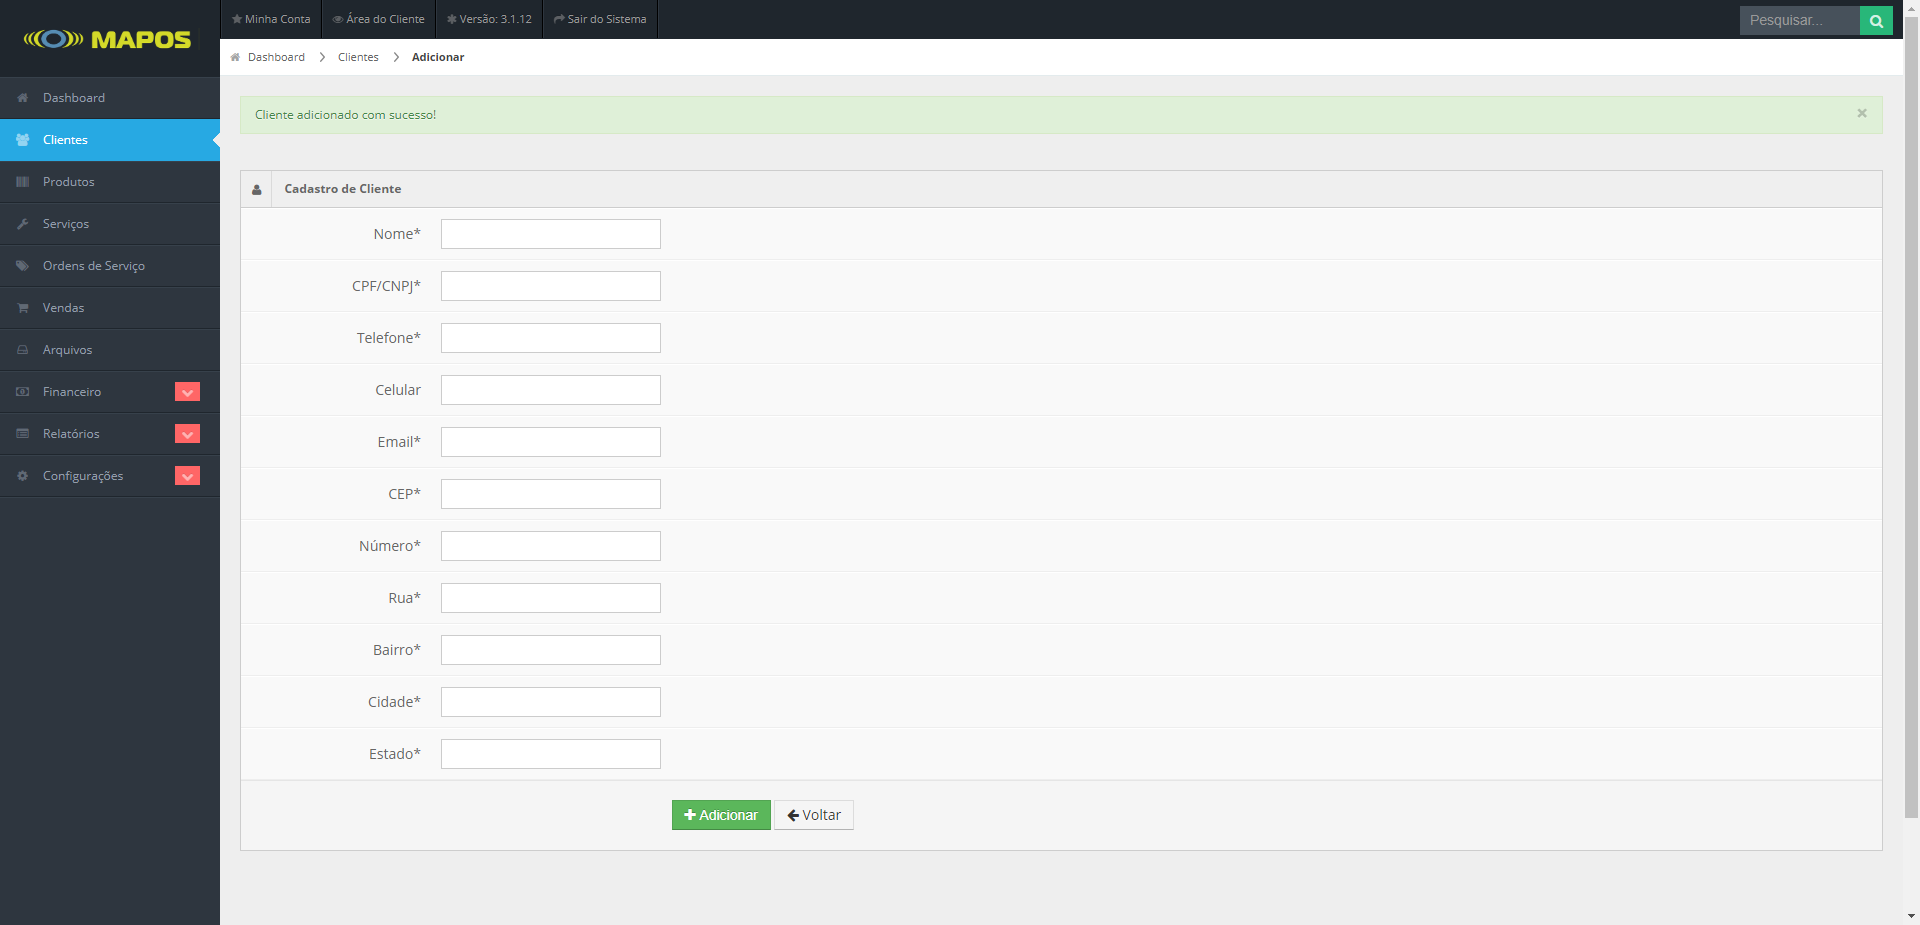 MAPOS
Minha Conta
Área do Cliente
Versão: 3.1.12
Sair do Sistema
Pesquisar...
Dashboard
Clientes
Adicionar
Dashboard
Clientes
Produtos
Serviços
Ordens de Serviço
Vendas
Arquivos
Financeiro
Relatórios
Configurações
Cliente adicionado com sucesso!
×
Cadastro de Cliente
Nome*
CPF/CNPJ*
Telefone*
Celular
Email*
CEP*
Número*
Rua*
Bairro*
Cidade*
Estado*
Adicionar
Voltar